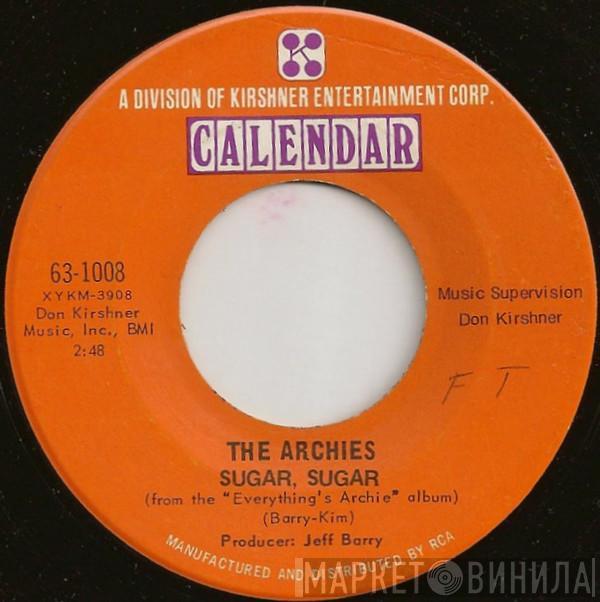 K
A DIVISION OF KIRSHNER ENTERTAINMENT CORP.
CALENDAR
63-1008
XYKM-3908
Don Kirshner
Music, Inc., BMI
2:48
Music Supervision
Don Kirshner
F T
THE ARCHIES
SUGAR, SUGAR
(from the "Everything's Archie" album)
(Barry-Kim)
Producer: Jeff Barry
MANUFACTURED AND DISTRIBUTED BY RCA
МАРКЕТ ВИНИЛА